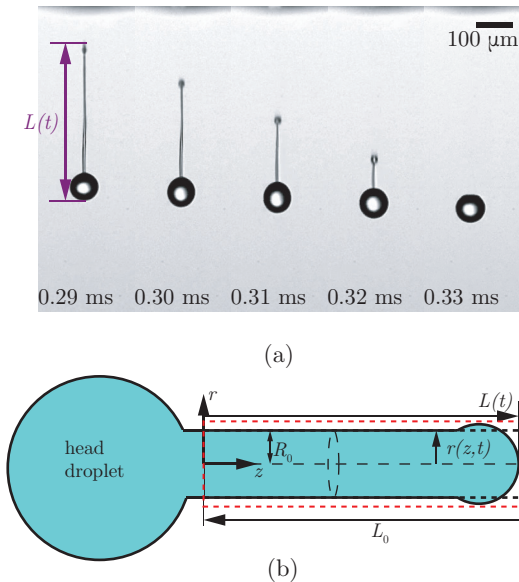 100 μm
L(t)
0.29 ms 0.30 ms 0.31 ms 0.32 ms 0.33 ms
(a)
r
L(t)
head
droplet
R₀
r(z,t)
z
L₀
(b)